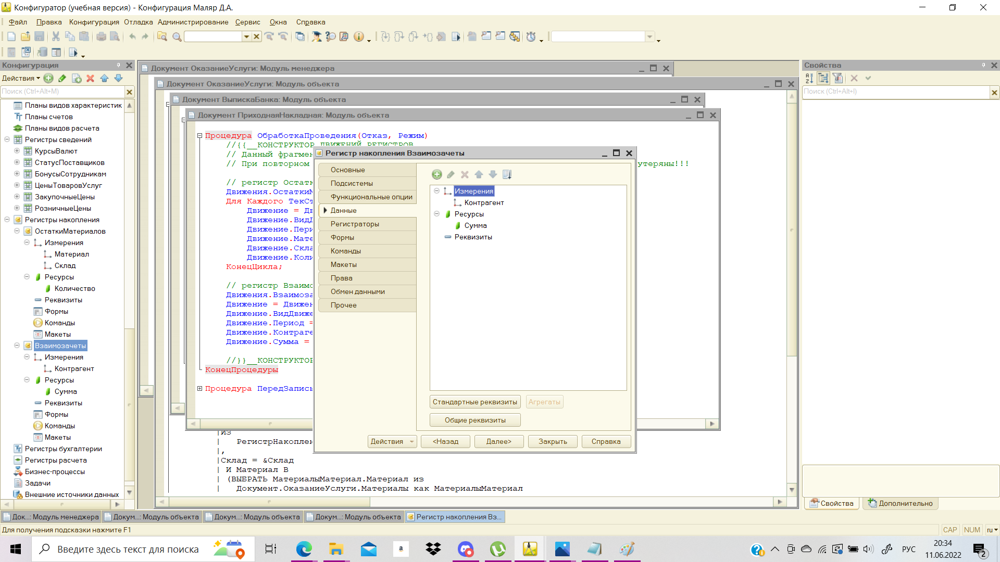 Конфигуратор (учебная версия) - Конфигурация Маляр Д.А.
Файл Правка Конфигурация Отладка Администрирование Сервис Окна Справка
Конфигурация
Действия
Поиск (Ctrl+Alt+M)
Планы видов характеристик
Планы счетов
Планы видов расчета
Регистры сведений
КурсыВалют
СтатусПоставщиков
БонусыСотрудникам
ЦеныТоваровУслуг
ЗакупочныеЦены
РозничныеЦены
Регистры накопления
ОстаткиМатериалов
Измерения
Материал
Склад
Ресурсы
Количество
Реквизиты
Формы
Команды
Макеты
Взаимозачеты
Измерения
Контрагент
Ресурсы
Сумма
Реквизиты
Формы
Команды
Макеты
Регистры бухгалтерии
Регистры расчета
Бизнес-процессы
Задачи
Внешние источники данных
Документ ОказаниеУслуги: Модуль менеджера
Документ ОказаниеУслуги: Модуль объекта
Документ ВыпискаБанка: Модуль объекта
Документ ПриходнаяНакладная: Модуль объекта
Процедура ОбработкаПроведения(Отказ, Режим)
//{{__КОНСТРУКТОР_ДВИЖЕНИЙ_РЕГИСТРОВ
// Данный фрагмен
// При повторном утеряны!!!
// регистр Остатк
Движения.ОстаткиМ
Для Каждого ТекСт
Движение = Дв
Движение.ВидД
Движение.Пери
Движение.Мате
Движение.Скла
Движение.Коли
КонецЦикла;
// регистр Взаимо
Движения.Взаимоза
Движение = Движен
Движение.ВидДвиже
Движение.Период =
Движение.Контраге
Движение.Сумма =
//}}__КОНСТРУКТОР
КонецПроцедуры
Процедура ПередЗапись
|ИЗ
| РегистрНакоплен
|,
|Склад = &Склад
| И Материал В
| (ВЫБРАТЬ МатериалыМатериал.Материал из
| Документ.ОказаниеУслуги.Материалы как МатериалыМатериал
Регистр накопления Взаимозачеты
Основные
Подсистемы
Функциональные опции
Данные
Регистраторы
Формы
Команды
Макеты
Права
Обмен данными
Прочее
Измерения
Контрагент
Ресурсы
Сумма
Реквизиты
Стандартные реквизиты Агрегаты
Общие реквизиты
Действия <Назад Далее> Закрыть Справка
Свойства
Поиск (Ctrl+Alt+I)
Свойства Дополнительно
Док...: Модуль менеджера Докум...: Модуль объекта Докум...: Модуль объекта Докум...: Модуль объекта Регистр накопления Вз...
Для получения подсказки нажмите F1 CAP NUM ru
Введите здесь текст для поиска
a
РУС
20:34
11.06.2022
2